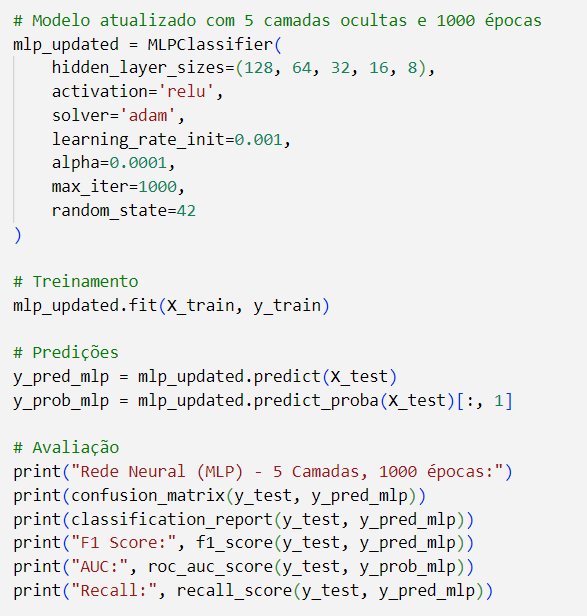 # Modelo atualizado com 5 camadas ocultas e 1000 épocas
mlp_updated = MLPClassifier(
    hidden_layer_sizes=(128, 64, 32, 16, 8),
    activation='relu',
    solver='adam',
    learning_rate_init=0.001,
    alpha=0.0001,
    max_iter=1000,
    random_state=42
)

# Treinamento
mlp_updated.fit(X_train, y_train)

# Predições
y_pred_mlp = mlp_updated.predict(X_test)
y_prob_mlp = mlp_updated.predict_proba(X_test)[:, 1]

# Avaliação
print("Rede Neural (MLP) - 5 Camadas, 1000 épocas:")
print(confusion_matrix(y_test, y_pred_mlp))
print(classification_report(y_test, y_pred_mlp))
print("F1 Score:", f1_score(y_test, y_pred_mlp))
print("AUC:", roc_auc_score(y_test, y_prob_mlp))
print("Recall:", recall_score(y_test, y_pred_mlp))